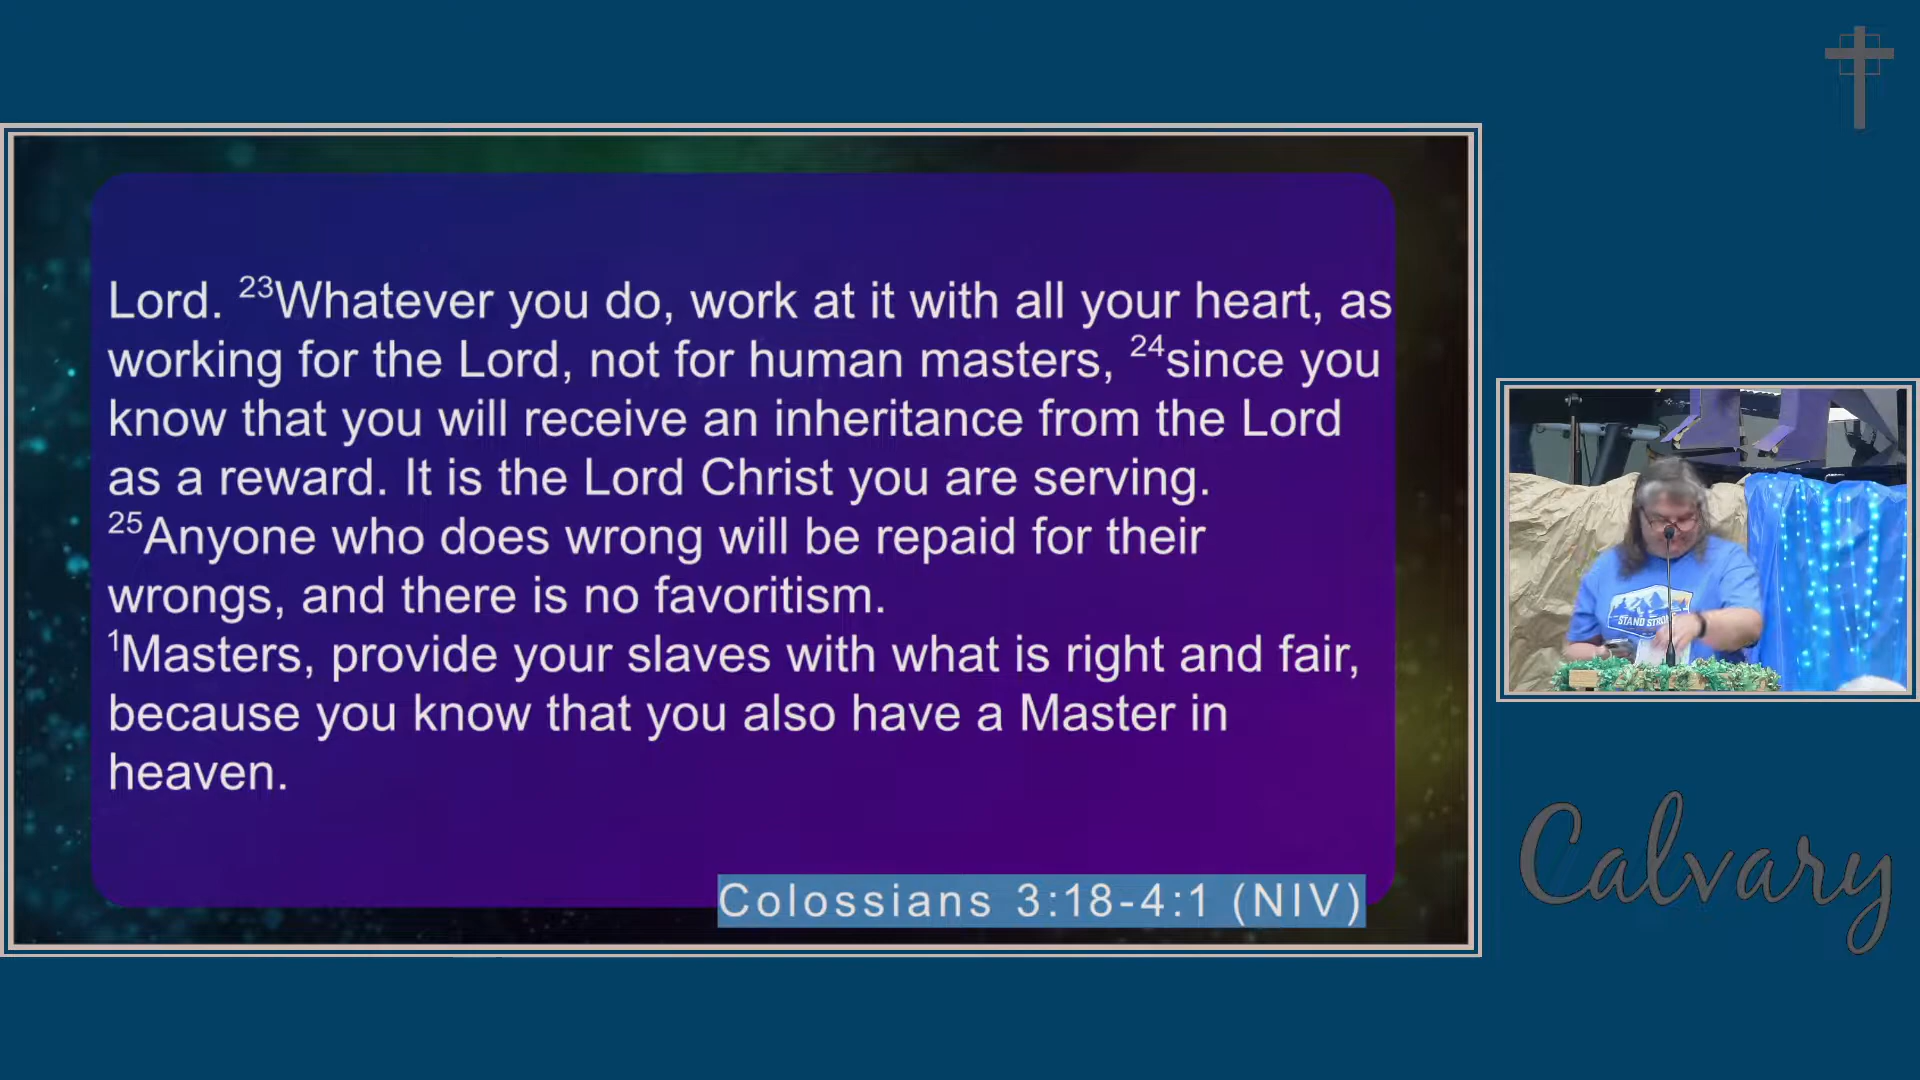 Lord. ²³Whatever you do, work at it with all your heart, as
working for the Lord, not for human masters, ²⁴since you
know that you will receive an inheritance from the Lord
as a reward. It is the Lord Christ you are serving.
²⁵Anyone who does wrong will be repaid for their
wrongs, and there is no favoritism.
¹Masters, provide your slaves with what is right and fair,
because you know that you also have a Master in
heaven.
Colossians 3:18-4:1 (NIV)
STAND STRONG
Calvary